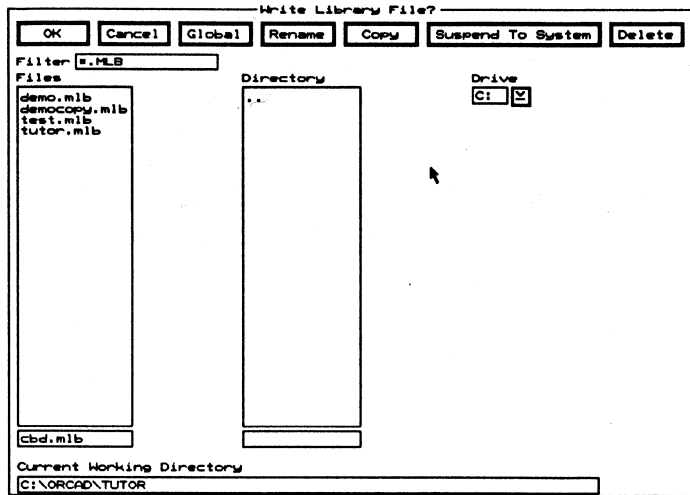 Write Library File?
OK Cancel Global Rename Copy Suspend To System Delete
Filter *.MLB
Files Directory Drive
demo.mlb .. C:
democopy.mlb
test.mlb
tutor.mlb
cbd.mlb
Current Working Directory
C:\ORCAD\TUTOR